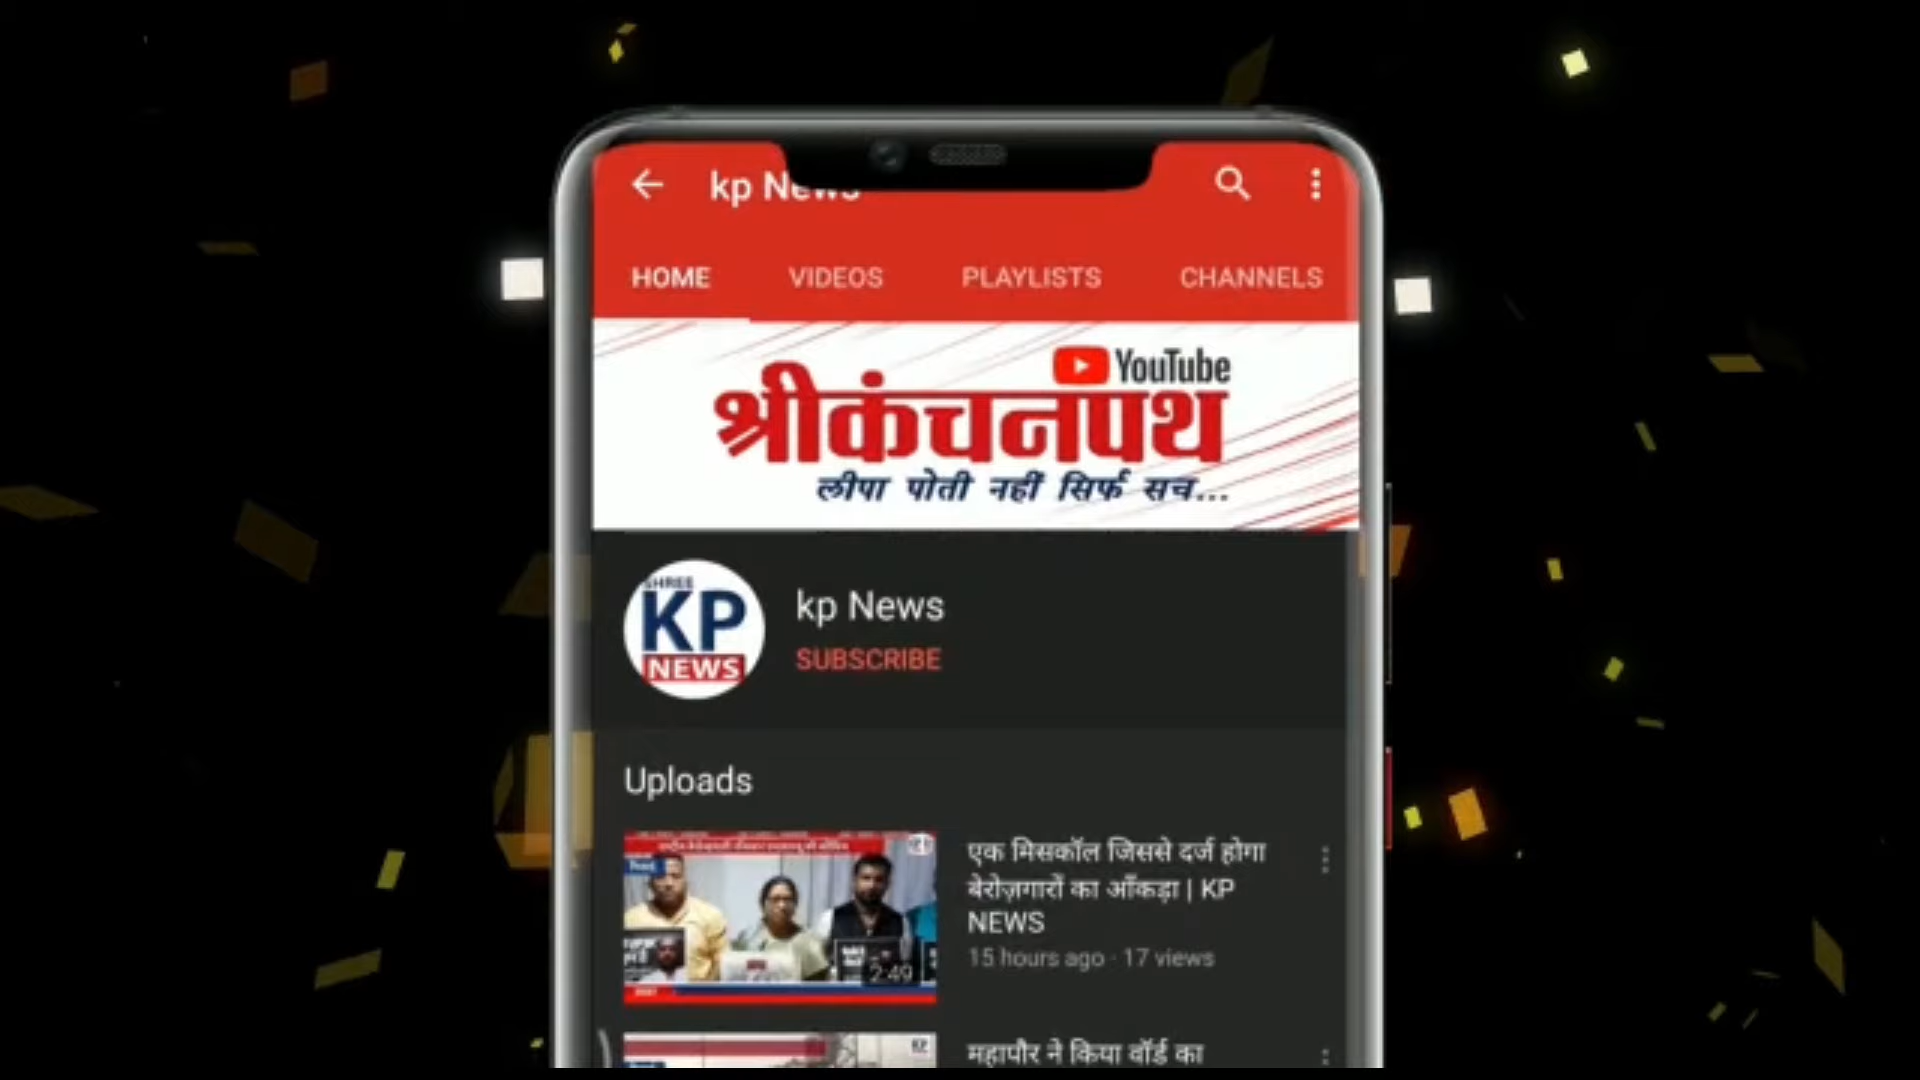 kp News
HOME VIDEOS PLAYLISTS CHANNELS
YouTube
श्रीकंचनपथ
लीपा पोती नहीं सिर्फ सच...
SHREE
KP
NEWS
kp News
SUBSCRIBE
Uploads
एक मिसकॉल जिससे दर्ज होगा
बेरोज़गारों का आँकड़ा | KP
NEWS
15 hours ago · 17 views
2:49
महापौर ने किया वॉर्ड का